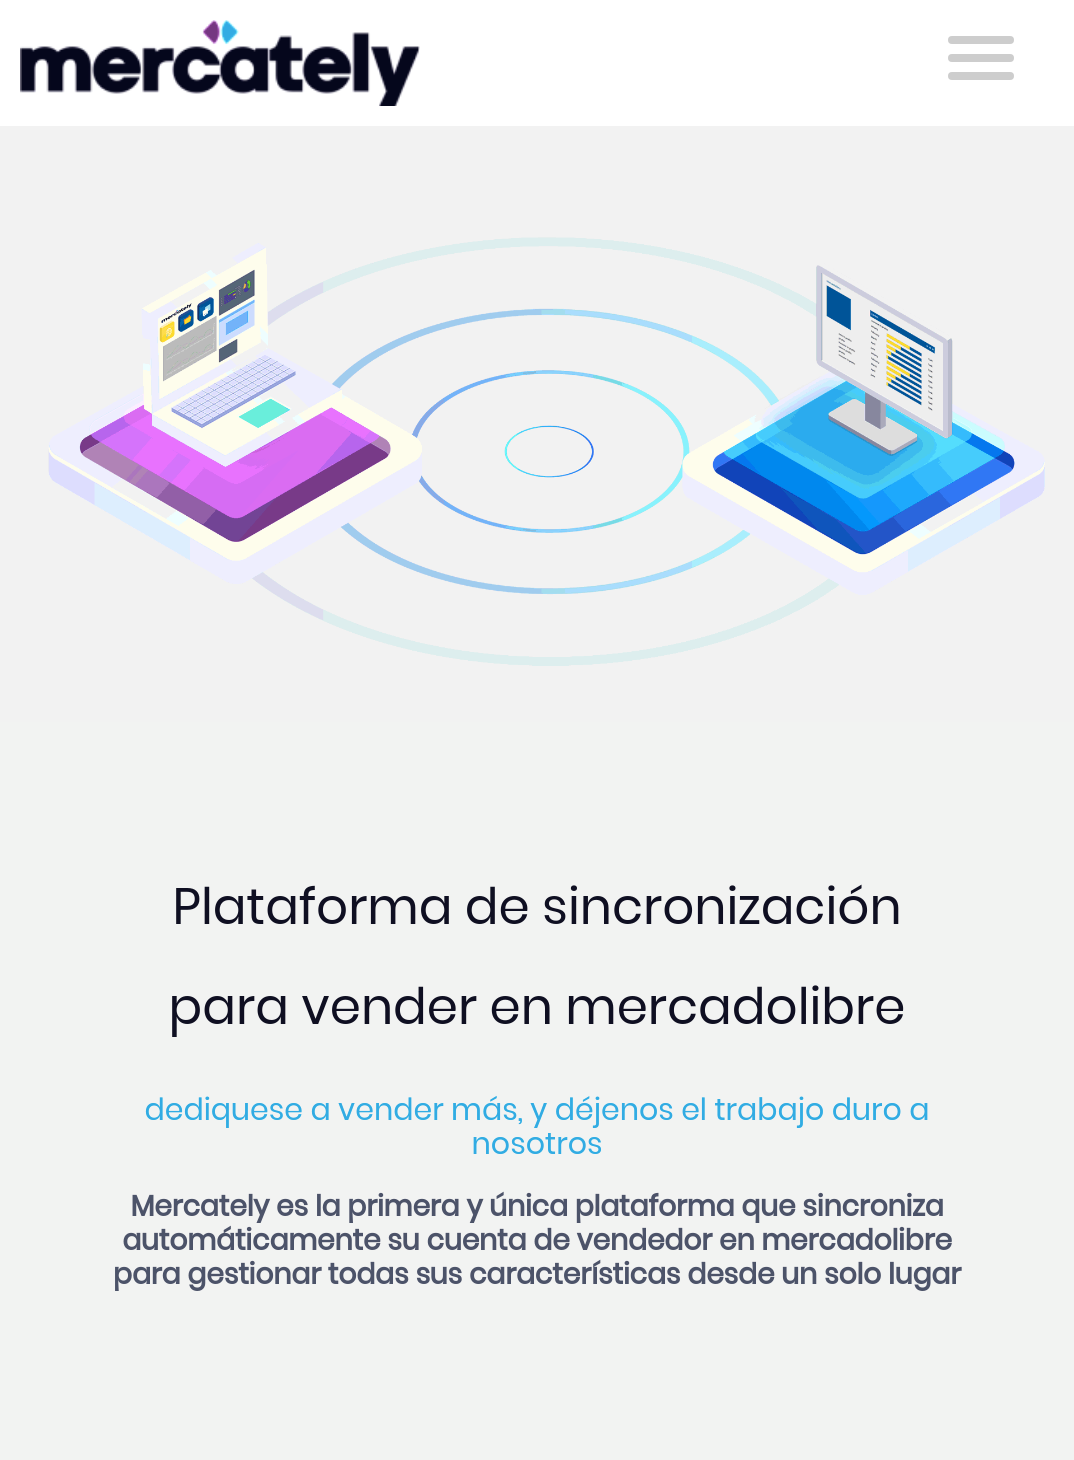 mercately
mercately
Plataforma de sincronización
para vender en mercadolibre
dediquese a vender más, y déjenos el trabajo duro a
nosotros
Mercately es la primera y única plataforma que sincroniza
automáticamente su cuenta de vendedor en mercadolibre
para gestionar todas sus características desde un solo lugar